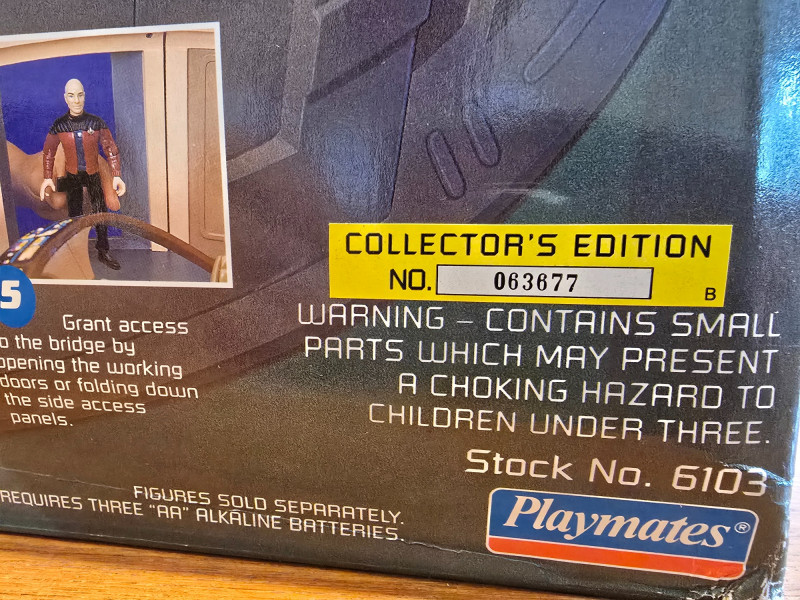 COLLECTOR'S EDITION
NO. 063677
B
WARNING – CONTAINS SMALL
PARTS WHICH MAY PRESENT
A CHOKING HAZARD TO
CHILDREN UNDER THREE.
Stock No. 6103
Playmates®
5
Grant access
to the bridge by
opening the working
doors or folding down
the side access
panels.
FIGURES SOLD SEPARATELY.
REQUIRES THREE "AA" ALKALINE BATTERIES.